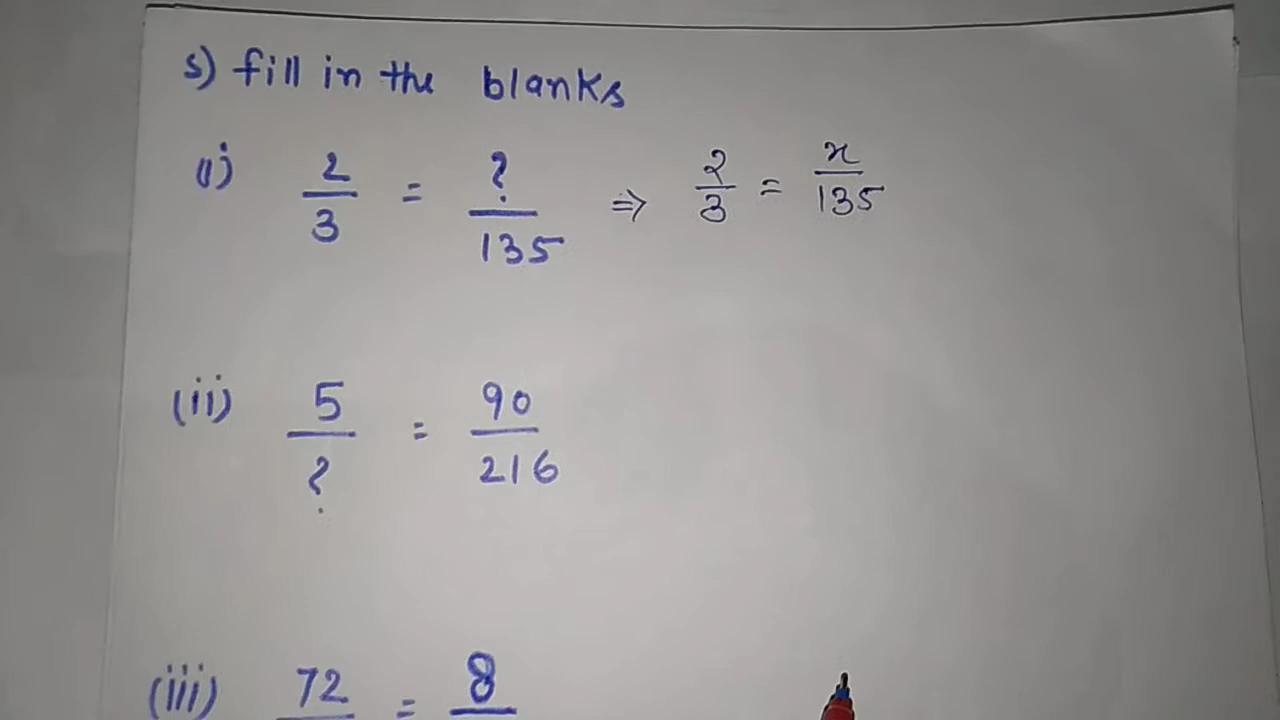 5) fill in the blanks
(i) 2/3 = ?/135 ⇒ 2/3 = x/135
(ii) 5/? = 90/216
(iii) 72 = 8